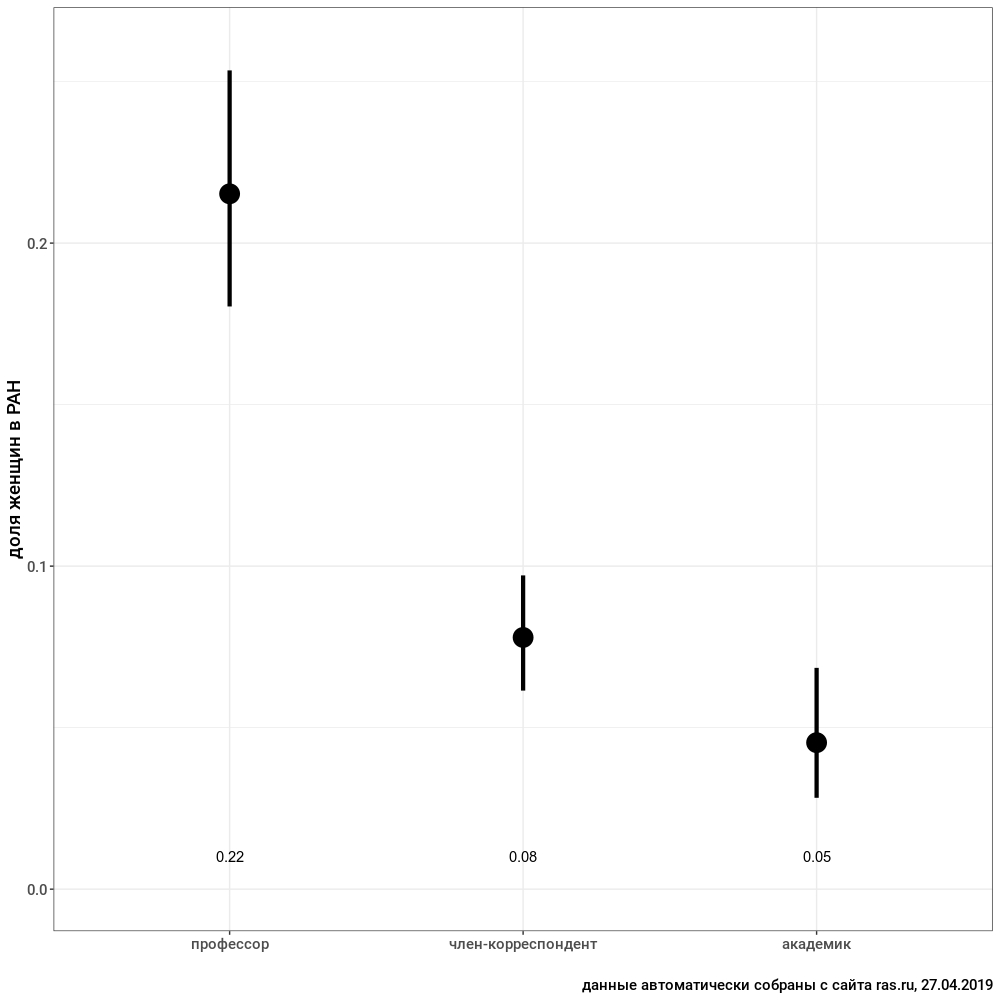 доля женщин в РАН
0.2
0.1
0.0
0.22
0.08
0.05
профессор
член-корреспондент
академик
данные автоматически собраны с сайта ras.ru, 27.04.2019